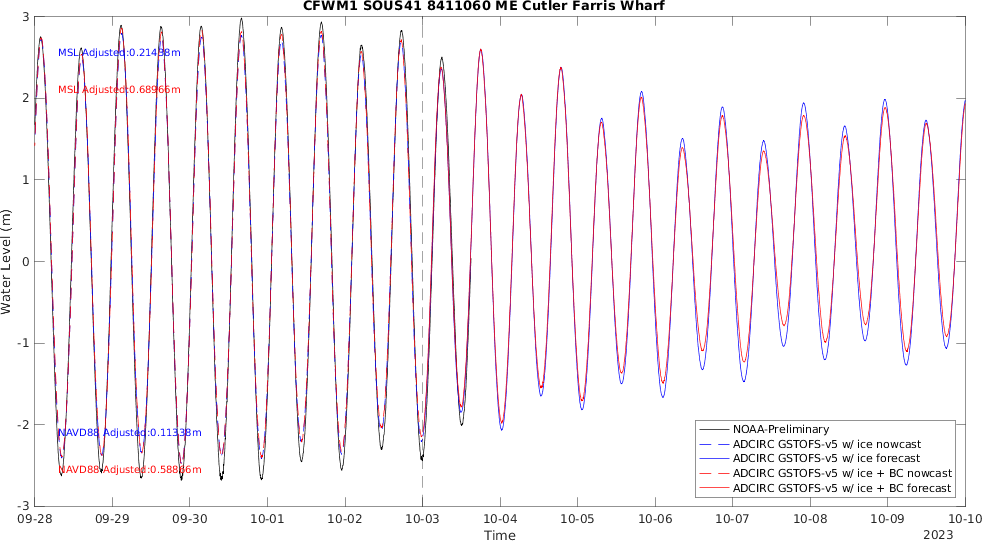 CFWM1 SOUS41 8411060 ME Cutler Farris Wharf
3
2
1
0
-1
-2
-3
Water Level (m)
MSL Adjusted:0.21438m
MSL Adjusted:0.68966m
NAVD88 Adjusted:0.11338m
NAVD88 Adjusted:0.58866m
NOAA-Preliminary
ADCIRC GSTOFS-v5 w/ ice nowcast
ADCIRC GSTOFS-v5 w/ ice forecast
ADCIRC GSTOFS-v5 w/ ice + BC nowcast
ADCIRC GSTOFS-v5 w/ ice + BC forecast
09-28 09-29 09-30 10-01 10-02 10-03 10-04 10-05 10-06 10-07 10-08 10-09 10-10
Time
2023